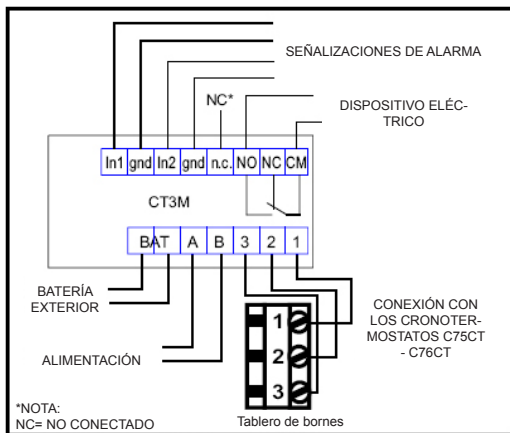 SEÑALIZACIONES DE ALARMA
NC*
DISPOSITIVO ELÉC-
TRICO
In1 gnd In2 gnd n.c. NO NC CM
CT3M
BAT A B 3 2 1
BATERÍA
EXTERIOR
ALIMENTACIÓN
1
2
3
CONEXIÓN CON
LOS CRONOTER-
MOSTATOS C75CT
- C76CT
*NOTA:
NC= NO CONECTADO
Tablero de bornes